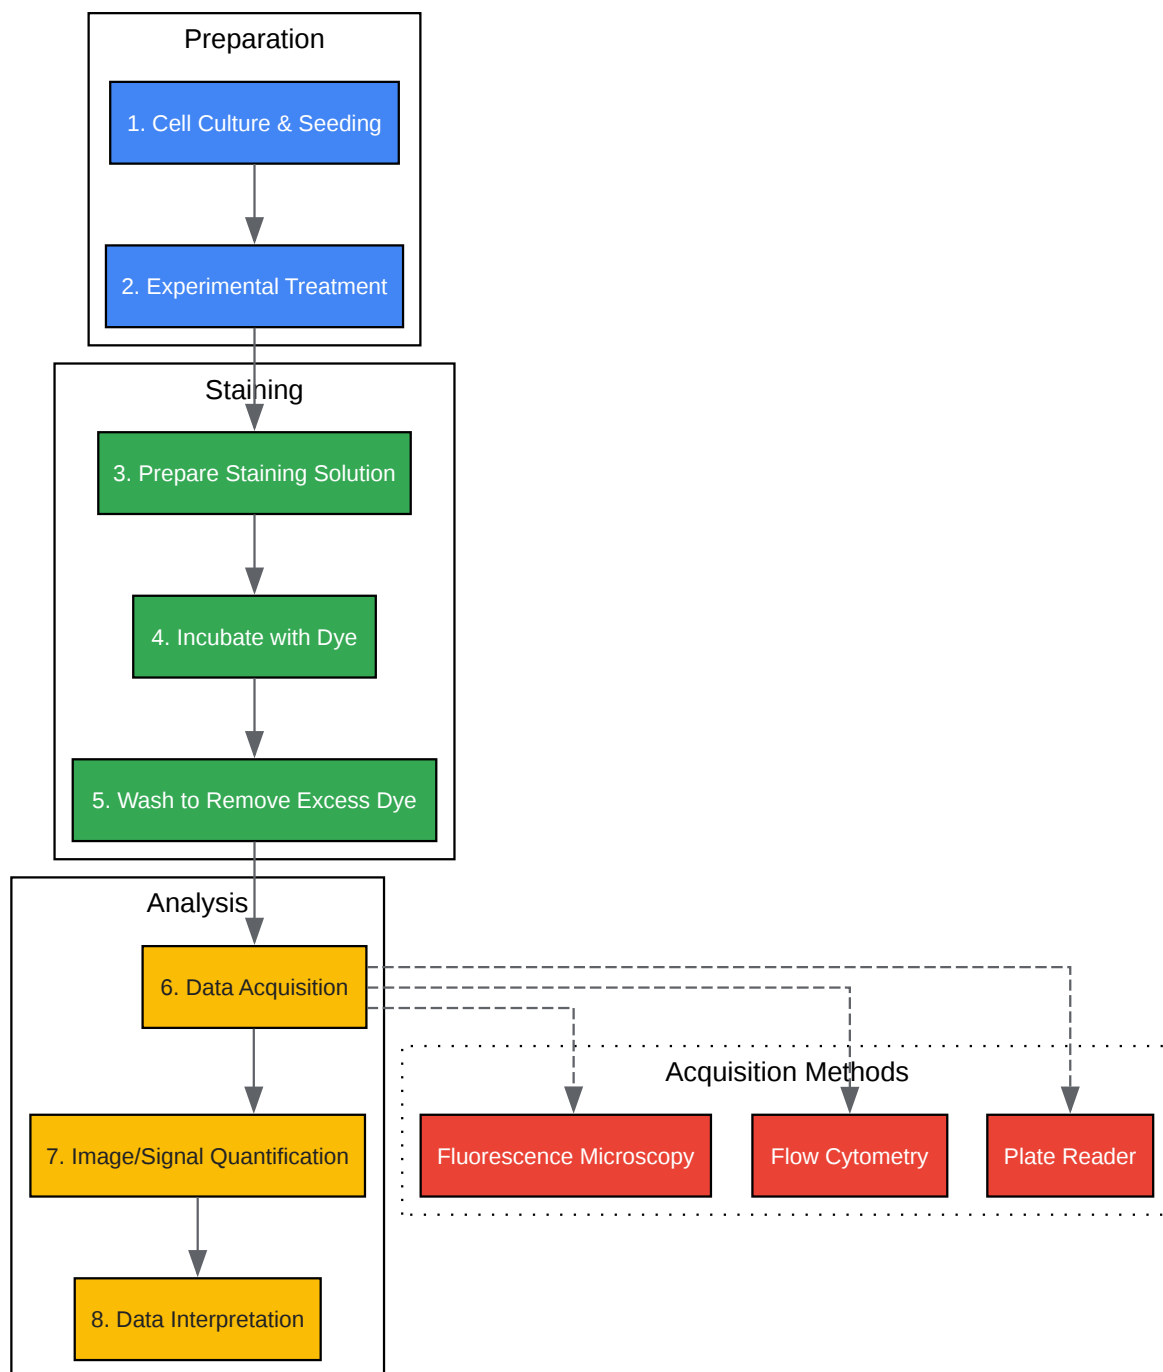 Preparation
1. Cell Culture & Seeding
2. Experimental Treatment
Staining
3. Prepare Staining Solution
4. Incubate with Dye
5. Wash to Remove Excess Dye
Analysis
6. Data Acquisition
Acquisition Methods
7. Image/Signal Quantification
Fluorescence Microscopy
Flow Cytometry
Plate Reader
8. Data Interpretation